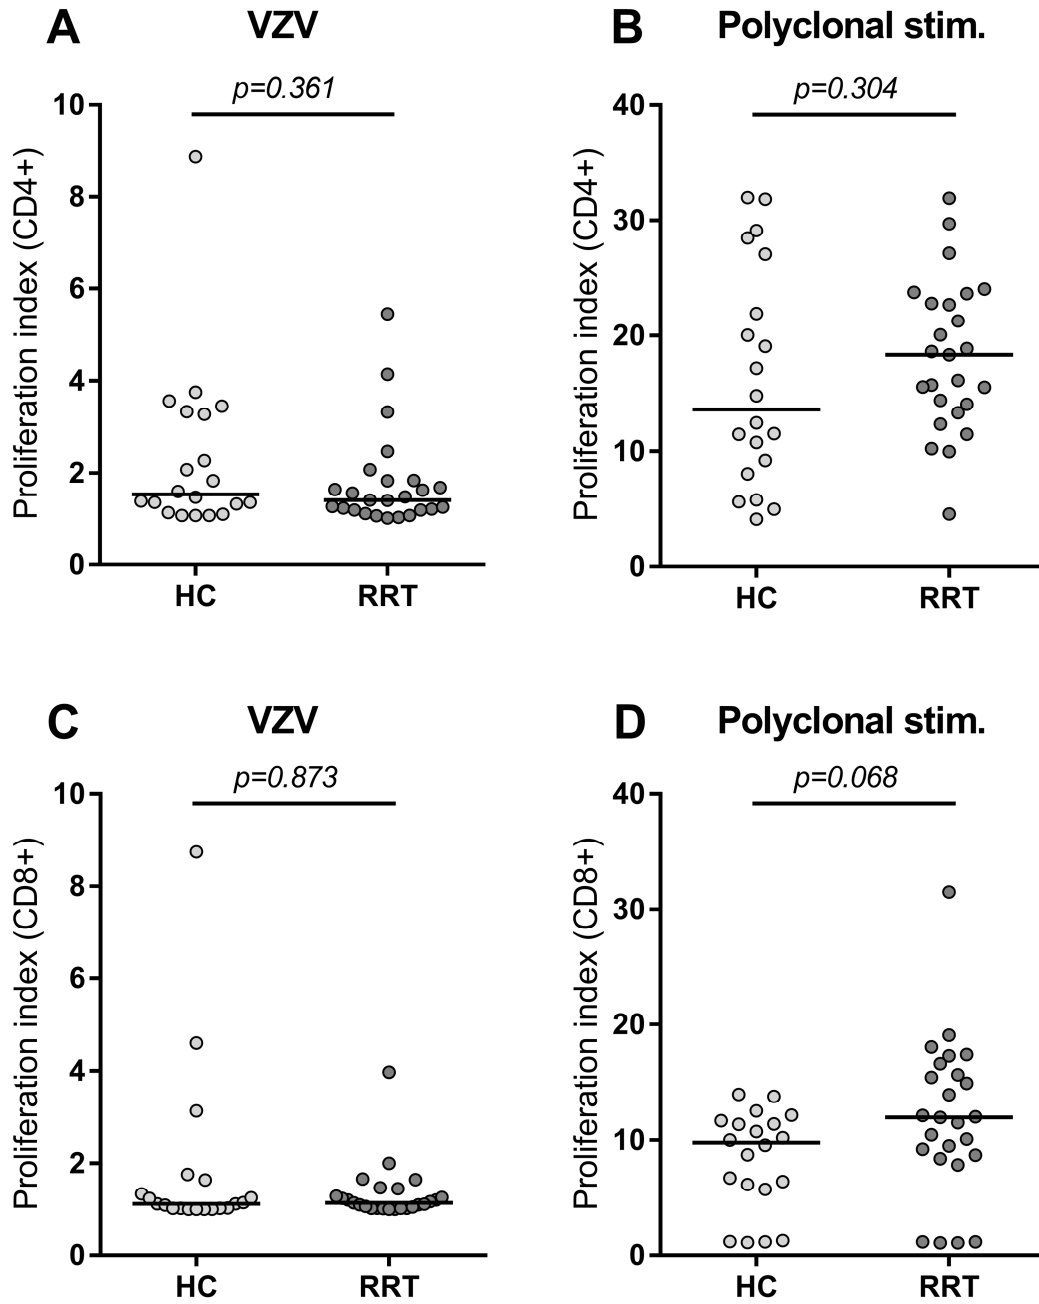 A
VZV
p=0.361
Proliferation index (CD4+)
10
8
6
4
2
0
HC
RRT
B
Polyclonal stim.
p=0.304
Proliferation index (CD4+)
40
30
20
10
0
HC
RRT
C
VZV
p=0.873
Proliferation index (CD8+)
10
8
6
4
2
0
HC
RRT
D
Polyclonal stim.
p=0.068
Proliferation index (CD8+)
40
30
20
10
0
HC
RRT